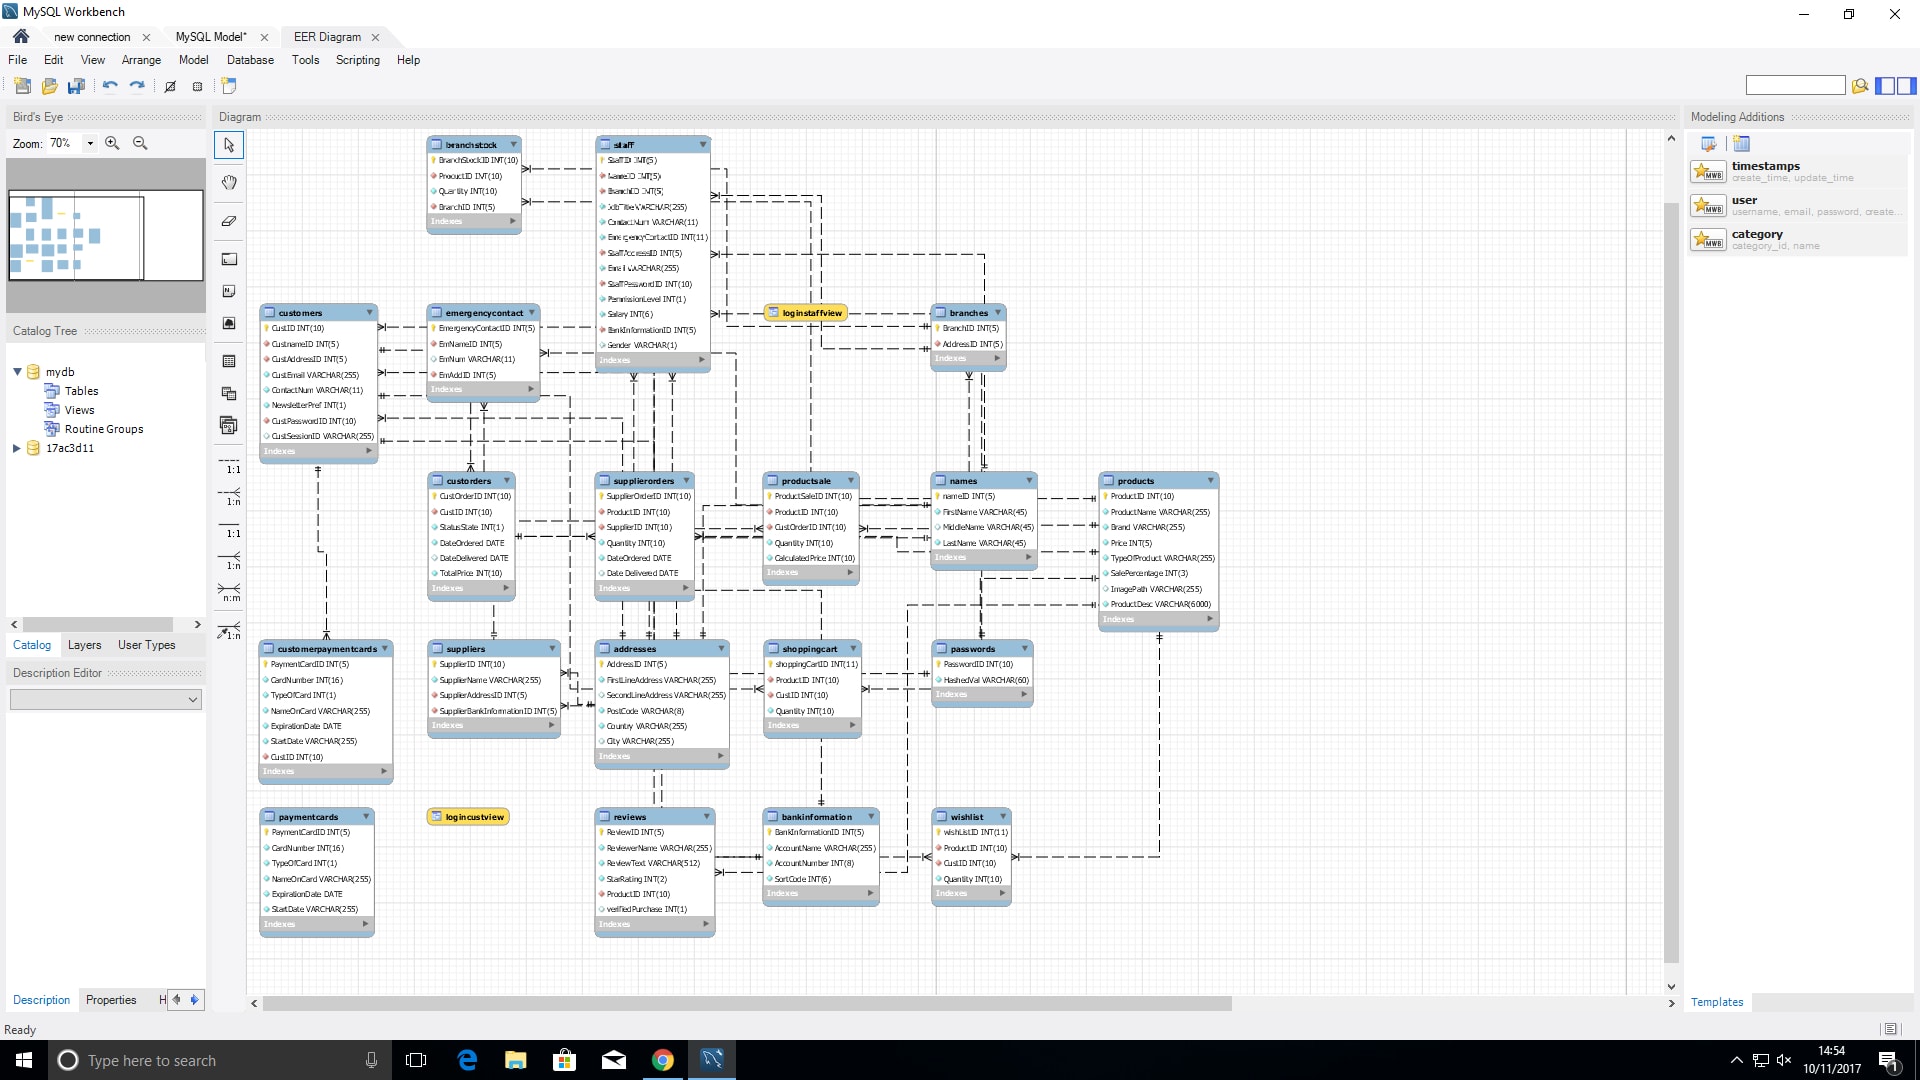 MySQL Workbench
new connection
MySQL Model*
EER Diagram
File Edit View Arrange Model Database Tools Scripting Help
Bird's Eye
Zoom: 70%
Diagram
Modeling Additions
timestamps
create_time, update_time
user
username, email, password, create...
category
category_id, name
Catalog Tree
mydb
Tables
Views
Routine Groups
17ac3d11
Catalog Layers User Types
Description Editor
Description Properties H
Templates
1:1
1:n
1:1
1:n
n:m
1:n
branchstock
BranchStockID INT(10)
ProductID INT(10)
Quantity INT(10)
BranchID INT(5)
Indexes
staff
StaffID INT(5)
NameID INT(5)
BranchID INT(5)
JobTitle VARCHAR(255)
ContactNum VARCHAR(11)
EmergencyContactID INT(11)
StaffAddressID INT(5)
Email VARCHAR(255)
StaffPasswordID INT(10)
PermissionLevel INT(1)
Salary INT(6)
BankInformationID INT(5)
Gender VARCHAR(1)
Indexes
customers
CustID INT(10)
CustnameID INT(5)
CustAddressID INT(5)
CustEmail VARCHAR(255)
ContactNum VARCHAR(11)
NewsletterPref INT(1)
CustPasswordID INT(10)
CustSessionID VARCHAR(255)
Indexes
emergencycontact
EmergencyContactID INT(5)
EmNameID INT(5)
EmNum VARCHAR(11)
EmAddID INT(5)
Indexes
loginstaffview
branches
BranchID INT(5)
AddressID INT(5)
Indexes
custorders
CustOrderID INT(10)
CustID INT(10)
StatusState INT(1)
DateOrdered DATE
DateDelivered DATE
TotalPrice INT(10)
Indexes
supplierorders
SupplierOrderID INT(10)
ProductID INT(10)
SupplierID INT(10)
Quantity INT(10)
DateOrdered DATE
Date Delivered DATE
Indexes
productsale
ProductSaleID INT(10)
ProductID INT(10)
CustOrderID INT(10)
Quantity INT(10)
CalculatedPrice INT(10)
Indexes
names
nameID INT(5)
FirstName VARCHAR(45)
MiddleName VARCHAR(45)
LastName VARCHAR(45)
Indexes
products
ProductID INT(10)
ProductName VARCHAR(255)
Brand VARCHAR(255)
Price INT(5)
TypeOfProduct VARCHAR(255)
SalePercentage INT(3)
ImagePath VARCHAR(255)
ProductDesc VARCHAR(6000)
Indexes
customerpaymentcards
PaymentCardID INT(5)
CardNumber INT(16)
TypeOfCard INT(1)
NameOnCard VARCHAR(255)
ExpirationDate DATE
StartDate VARCHAR(255)
CustID INT(10)
Indexes
suppliers
SupplierID INT(10)
SupplierName VARCHAR(255)
SupplierAddressID INT(5)
SupplierBankInformationID INT(5)
Indexes
addresses
AddressID INT(5)
FirstLineAddress VARCHAR(255)
SecondLineAddress VARCHAR(255)
PostCode VARCHAR(8)
Country VARCHAR(255)
City VARCHAR(255)
Indexes
shoppingcart
shoppingCartID INT(11)
ProductID INT(10)
CustID INT(10)
Quantity INT(10)
Indexes
passwords
PasswordID INT(10)
HashedVal VARCHAR(60)
Indexes
paymentcards
PaymentCardID INT(5)
CardNumber INT(16)
TypeOfCard INT(1)
NameOnCard VARCHAR(255)
ExpirationDate DATE
StartDate VARCHAR(255)
Indexes
logincustview
reviews
ReviewID INT(5)
ReviewerName VARCHAR(255)
ReviewText VARCHAR(512)
StarRating INT(2)
ProductID INT(10)
verifiedPurchase INT(1)
Indexes
bankinformation
BankInformationID INT(5)
AccountName VARCHAR(255)
AccountNumber INT(8)
SortCode INT(6)
Indexes
wishlist
wishListID INT(11)
ProductID INT(10)
CustID INT(10)
Quantity INT(10)
Indexes
Ready
Type here to search
14:54
10/11/2017
1